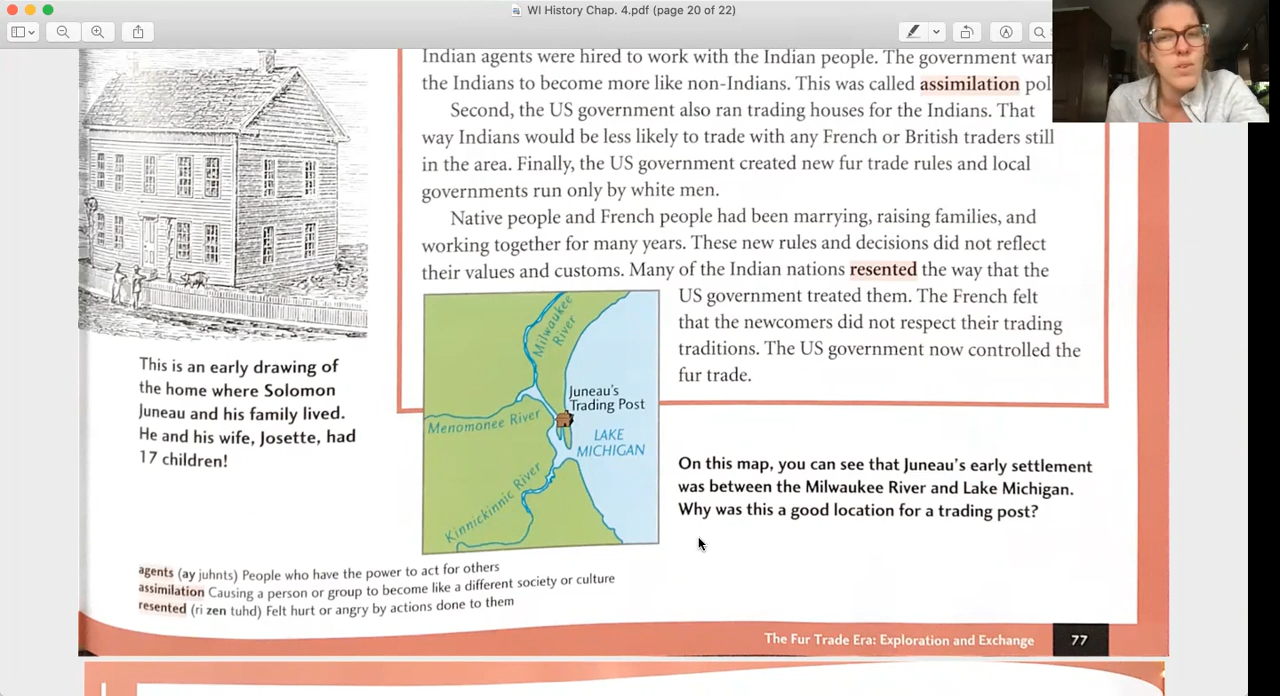 WI History Chap. 4.pdf (page 20 of 22)
Indian agents were hired to work with the Indian people. The government
the Indians to become more like non-Indians. This was called assimilation
Second, the US government also ran trading houses for the Indians. That
way Indians would be less likely to trade with any French or British traders still
in the area. Finally, the US government created new fur trade rules and local
governments run only by white men.
Native people and French people had been marrying, raising families, and
working together for many years. These new rules and decisions did not reflect
their values and customs. Many of the Indian nations resented the way that the
US government treated them. The French felt
that the newcomers did not respect their trading
traditions. The US government now controlled the
fur trade.
This is an early drawing of
the home where Solomon
Juneau and his family lived.
He and his wife, Josette, had
17 children!
Milwaukee
River
Juneau's
Trading Post
Menomonee River
LAKE
MICHIGAN
Kinnickinnic River
On this map, you can see that Juneau's early settlement
was between the Milwaukee River and Lake Michigan.
Why was this a good location for a trading post?
agents (ay juhnts) People who have the power to act for others
assimilation Causing a person or group to become like a different society or culture
resented (ri zen tuhd) Felt hurt or angry by actions done to them
The Fur Trade Era: Exploration and Exchange 77